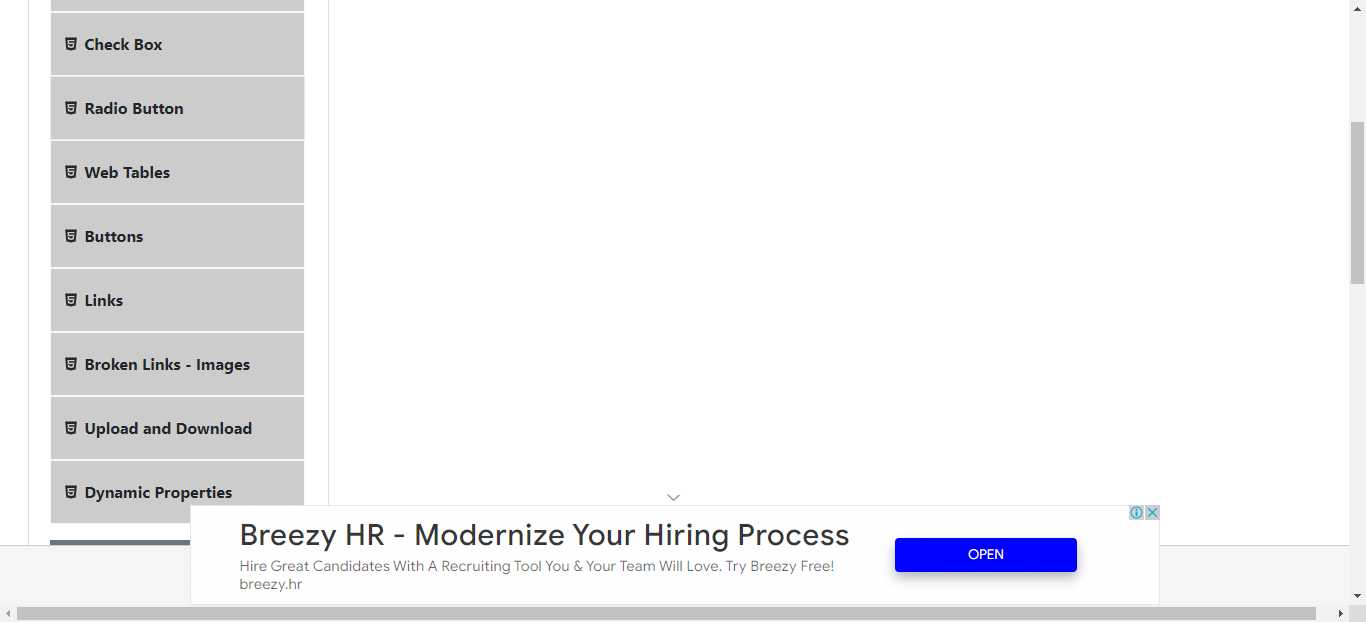 Check Box
Radio Button
Web Tables
Buttons
Links
Broken Links - Images
Upload and Download
Dynamic Properties
Breezy HR - Modernize Your Hiring Process
Hire Great Candidates With A Recruiting Tool You & Your Team Will Love. Try Breezy Free!
breezy.hr
OPEN